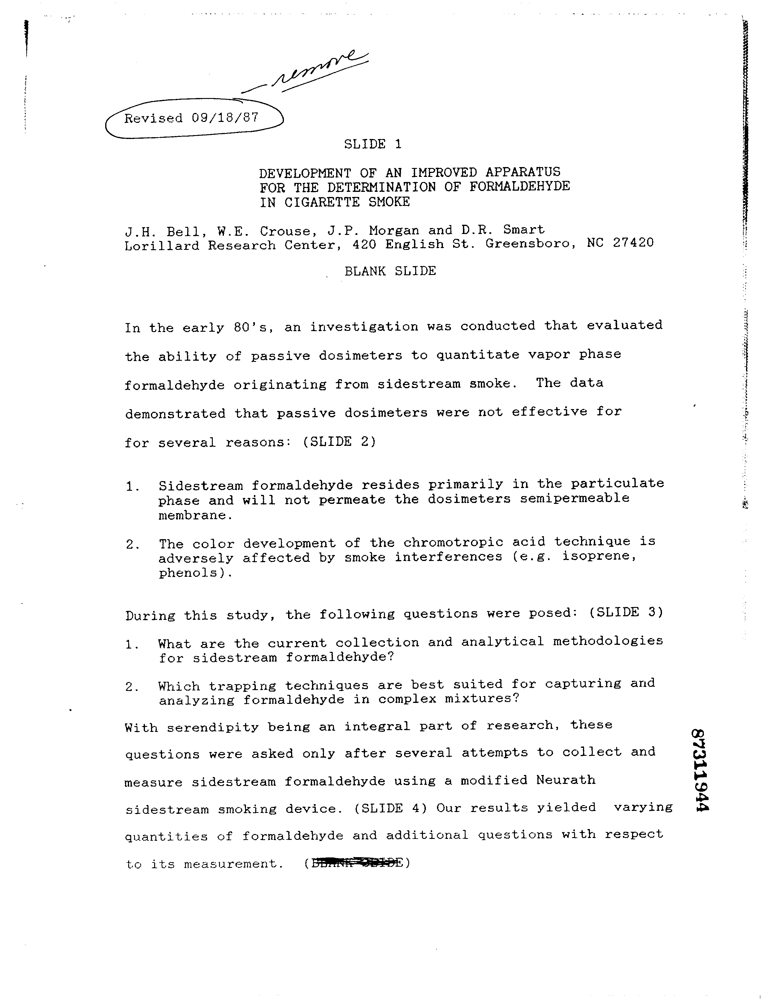 remove
Revised 09/18/87
SLIDE 1
DEVELOPMENT OF AN IMPROVED APPARATUS
FOR THE DETERMINATION OF FORMALDEHYDE
IN CIGARETTE SMOKE
J.H. Bell, W.E. Crouse, J.P. Morgan and D.R. Smart
Lorillard Research Center, 420 English St. Greensboro, NC 27420
BLANK SLIDE
In the early 80's, an investigation was conducted that evaluated
the ability of passive dosimeters to quantitate vapor phase
formaldehyde originating from sidestream smoke. The data
demonstrated that passive dosimeters were not effective for
for several reasons: (SLIDE 2)
1. Sidestream formaldehyde resides primarily in the particulate
phase and will not permeate the dosimeters semipermeable
membrane.
2. The color development of the chromotropic acid technique is
adversely affected by smoke interferences (e.g. isoprene,
phenols).
During this study, the following questions were posed: (SLIDE 3)
1. What are the current collection and analytical methodologies
for sidestream formaldehyde?
2. Which trapping techniques are best suited for capturing and
analyzing formaldehyde in complex mixtures?
With serendipity being an integral part of research, these
questions were asked only after several attempts to collect and
measure sidestream formaldehyde using a modified Neurath
sidestream smoking device. (SLIDE 4) Our results yielded varying
quantities of formaldehyde and additional questions with respect
to its measurement. (BLANK SLIDE)
87311944